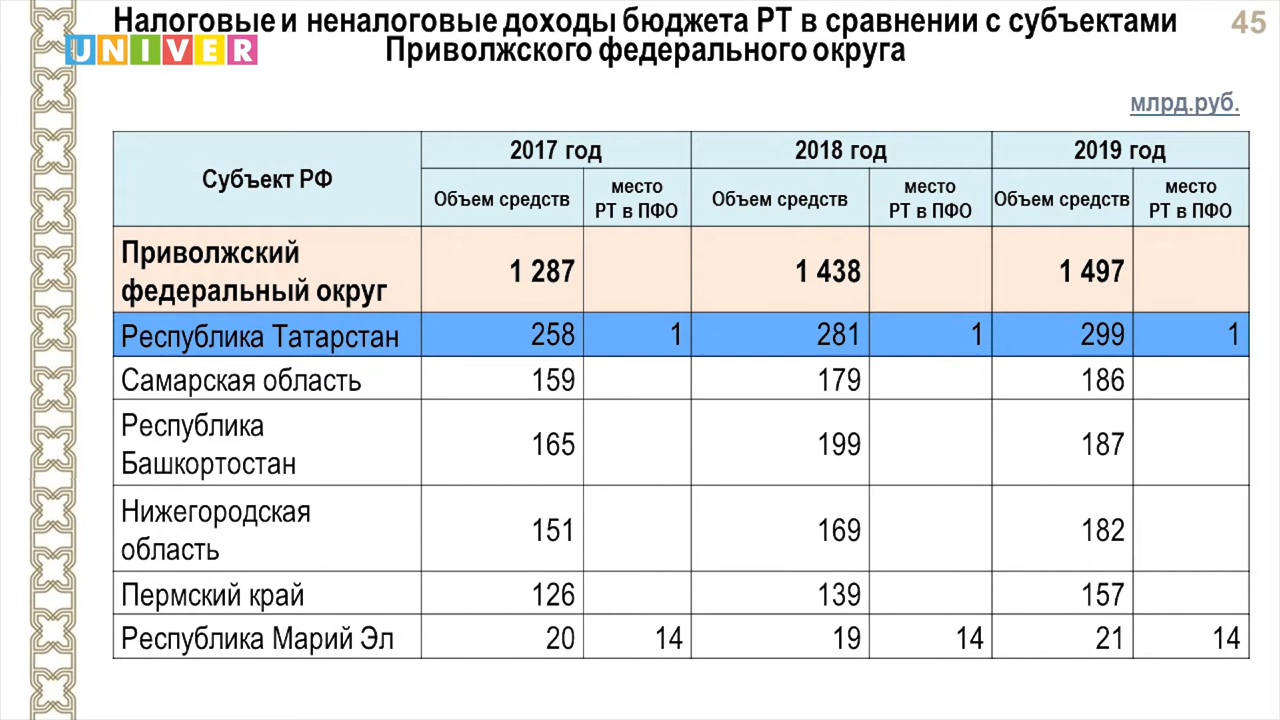 Налоговые и неналоговые доходы бюджета РТ в сравнении с субъектами
Приволжского федерального округа
45
UNIVER
млрд.руб.
Субъект РФ
2017 год
2018 год
2019 год
Объем средств
место
РТ в ПФО
Объем средств
место
РТ в ПФО
Объем средств
место
РТ в ПФО
Приволжский
федеральный округ
1 287
1 438
1 497
Республика Татарстан 258 1 281 1 299 1
Самарская область 159 179 186
Республика
Башкортостан
165 199 187
Нижегородская
область
151 169 182
Пермский край 126 139 157
Республика Марий Эл 20 14 19 14 21 14